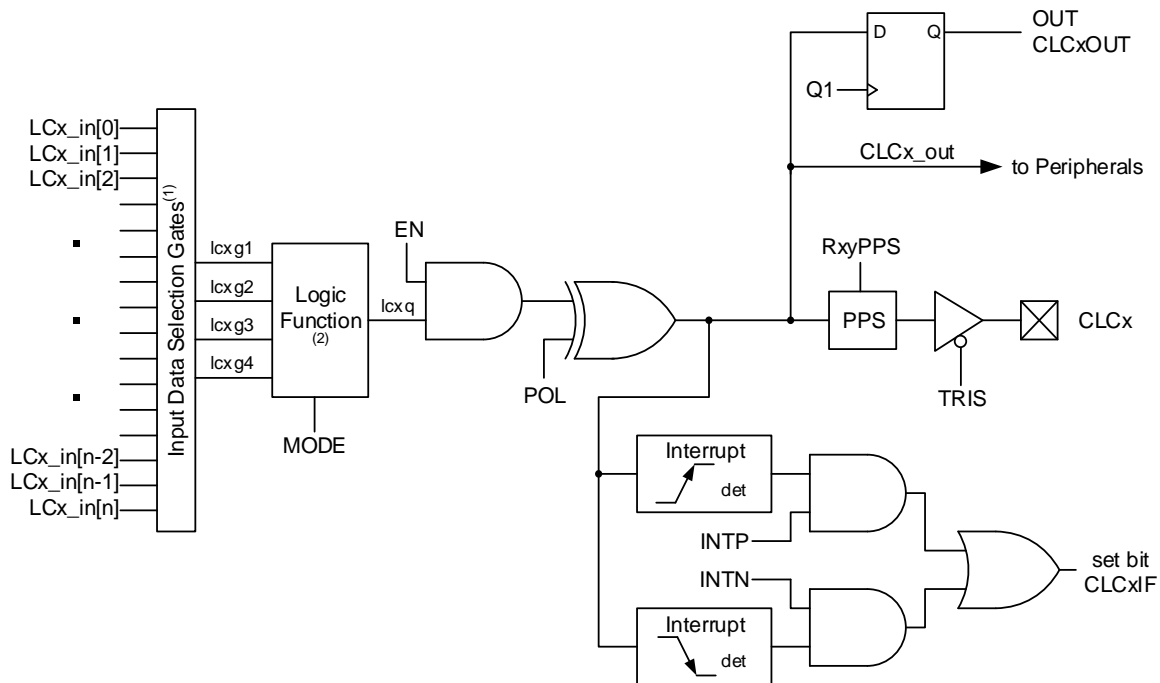 OUT
CLCxOUT
D
Q
Q1
LCx_in[0]
LCx_in[1]
LCx_in[2]
CLCx_out
to Peripherals
Input Data Selection Gates(1)
EN
RxyPPS
lcxg1
lcxg2
lcxg3
lcxg4
Logic
Function
(2)
lcxq
PPS
CLCx
POL
TRIS
MODE
LCx_in[n-2]
LCx_in[n-1]
LCx_in[n]
Interrupt
det
INTP
INTN
set bit
CLCxIF
Interrupt
det